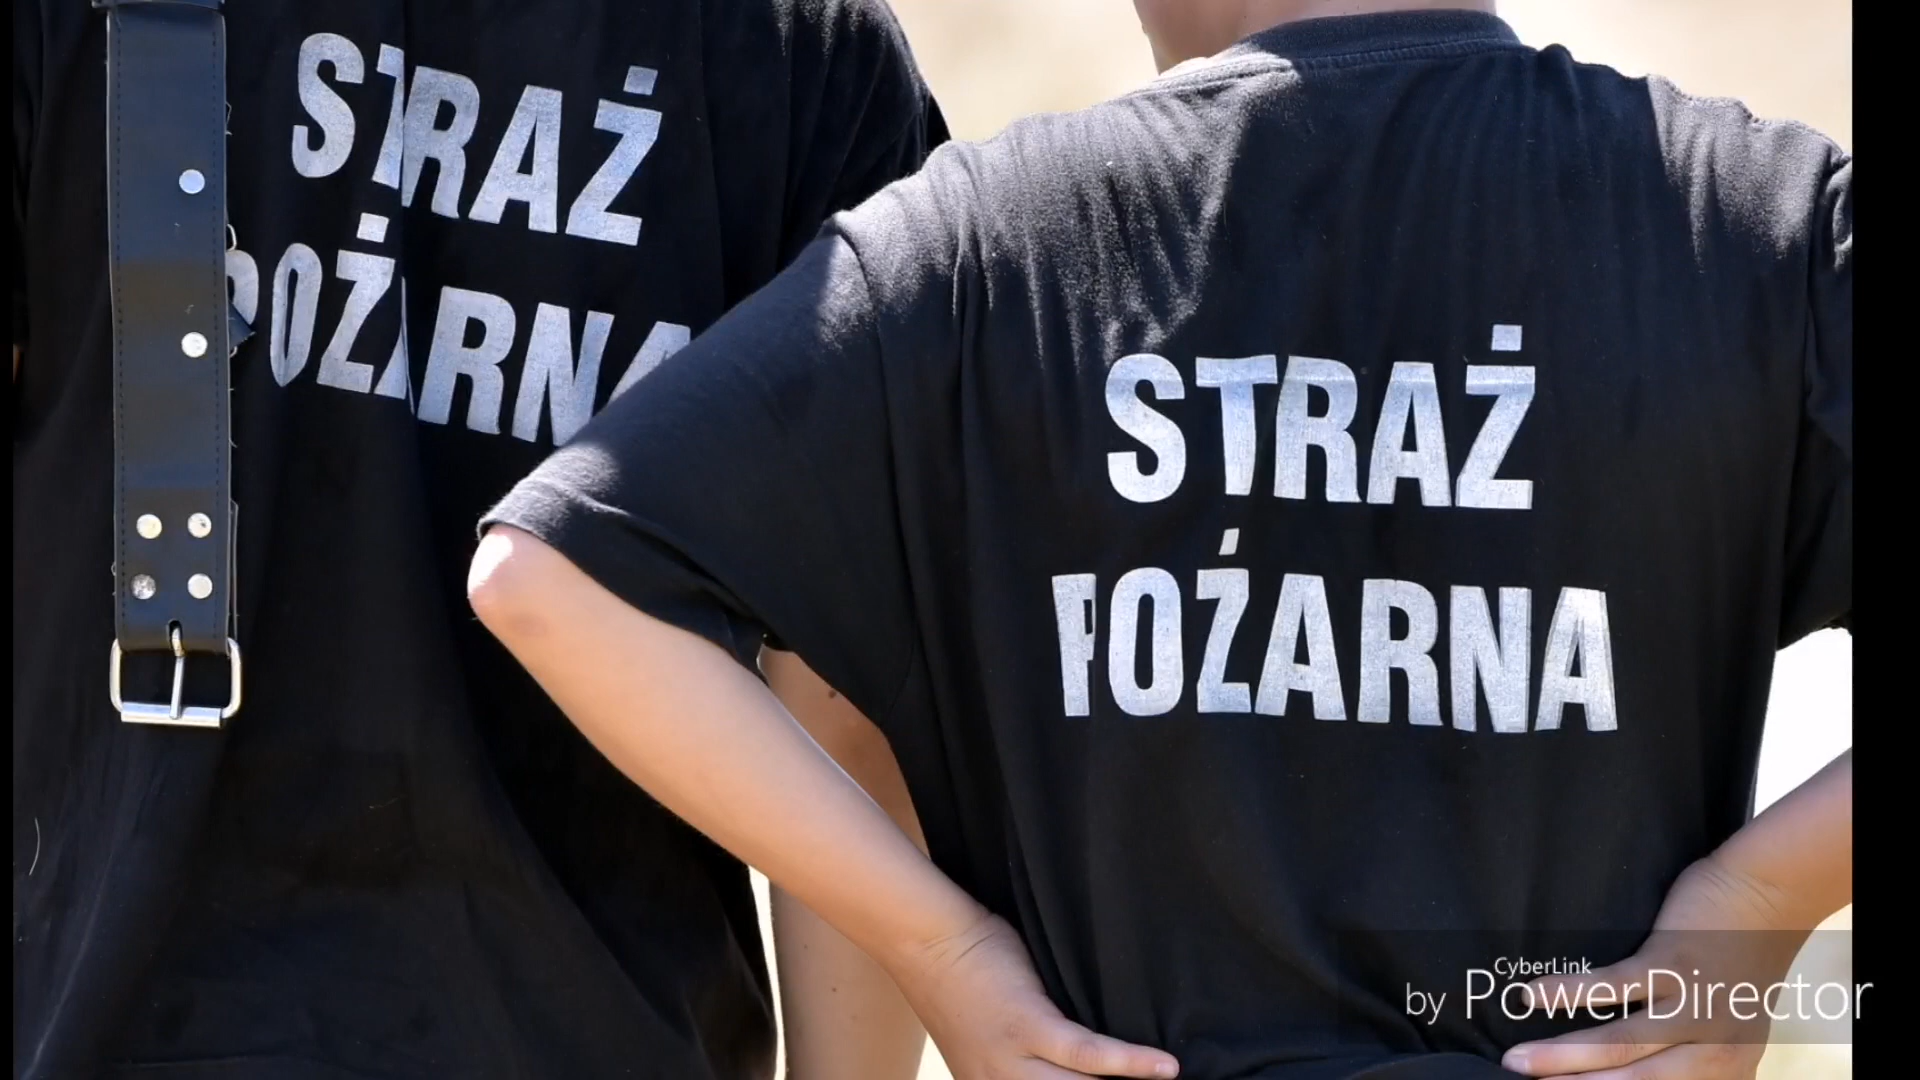 STRAŻ
POŻARNA
STRAŻ
POŻARNA
CyberLink
by PowerDirector